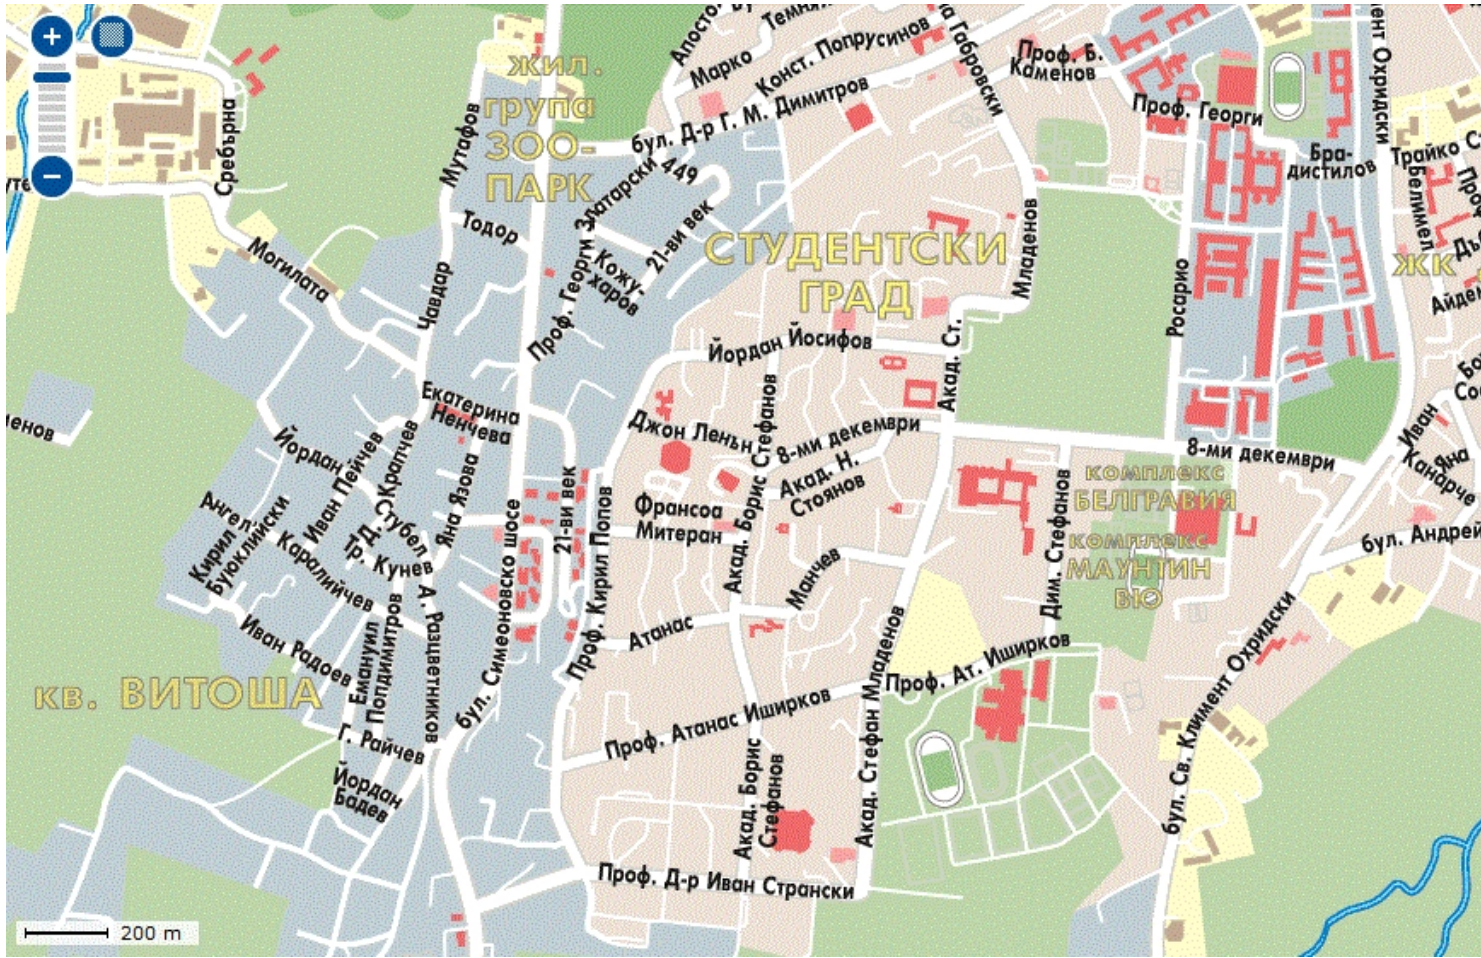 Темня
Марко
Конст. Попрусинов
Габровски
Проф. Б.
Каменов
бул. Д-р Г. М. Димитров
Проф. Георги
Бра-
дистилов
Трайко С
Белимел
жил.
група
ЗОО-
ПАРК
Сребърна
Мутафов
Тодор
Могилата
Чавдар
449
Проф. Георги Златарски
21-ви век
Кожу-
харов
СТУДЕНТСКИ
ГРАД
Младенов
Росарио
ЖК
Айде
Йордан Йосифов
Акад. Ст.
Екатерина
Ненчева
Джон Ленън
8-ми декември
8-ми декември
Иван
Яна
Канарче
Йордан
Иван Пейчев
Д. Крапчев
Стубел
Яна Язова
Гр. Кунев
Ангел
Каралийчев
Кирил
Буюклийски
Иван Радоев
Емануил
Попдимитров
А. Разцветников
Г. Райчев
Йордан
Бадев
кв. ВИТОША
бул. Симеоновско шосе
21-ви век
Проф. Кирил Попов
Франсоа
Митеран
Акад. Борис Стефанов
Акад. Н.
Стоянов
Манчев
Атанас
комплекс
БЕЛГРАВИЯ
комплекс
МАУНТИН
ВЮ
Дим. Стефанов
бул. Андрей
Проф. Атанас Иширков
Проф. Ат. Иширков
Акад. Стефан Младенов
Акад. Борис
Стефанов
бул. Св. Климент Охридски
Проф. Д-р Иван Странски
200 m